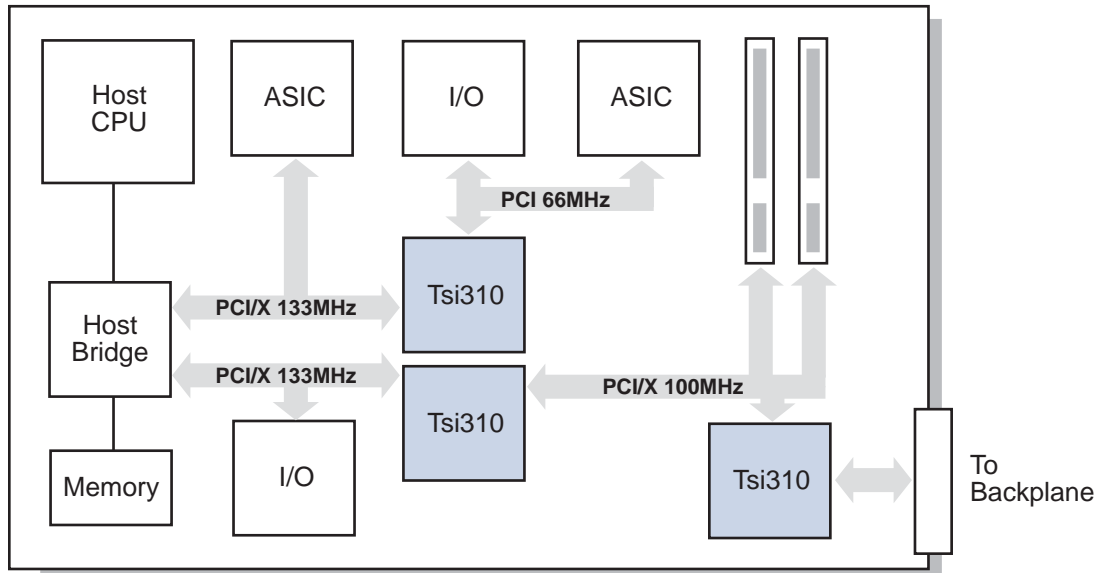 Host
CPU
ASIC
I/O
ASIC
PCI 66MHz
Tsi310
PCI/X 133MHz
Host
Bridge
PCI/X 133MHz
Tsi310
PCI/X 100MHz
Memory
I/O
Tsi310
To
Backplane